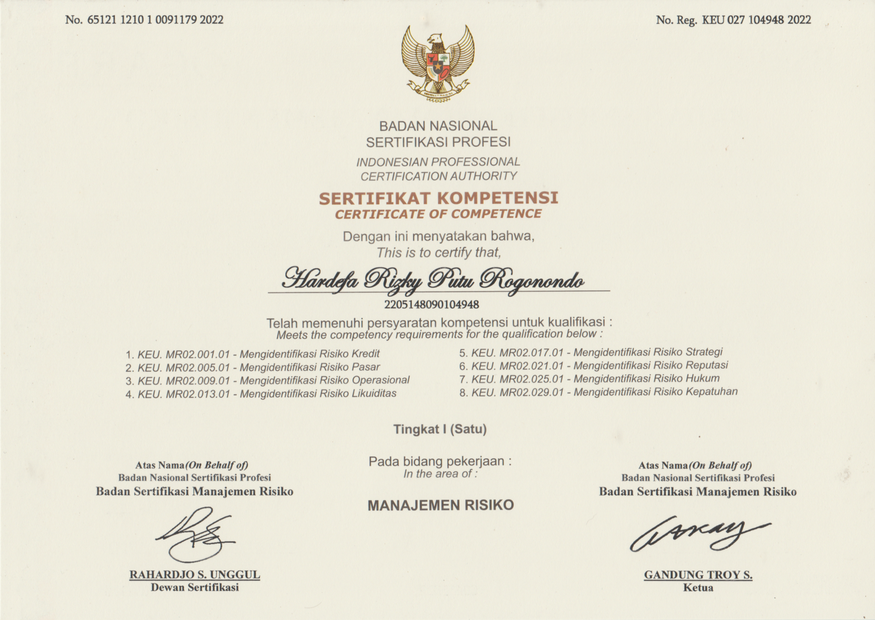 No. 65121 1210 1 0091179 2022
No. Reg. KEU 027 104948 2022
BADAN NASIONAL
SERTIFIKASI PROFESI
INDONESIAN PROFESSIONAL
CERTIFICATION AUTHORITY
SERTIFIKAT KOMPETENSI
CERTIFICATE OF COMPETENCE
Dengan ini menyatakan bahwa,
This is to certify that,
Hardefa Rizky Putu Rogonondo
2205148090104948
Telah memenuhi persyaratan kompetensi untuk kualifikasi :
Meets the competency requirements for the qualification below :
1. KEU. MR02.001.01 - Mengidentifikasi Risiko Kredit
2. KEU. MR02.005.01 - Mengidentifikasi Risiko Pasar
3. KEU. MR02.009.01 - Mengidentifikasi Risiko Operasional
4. KEU. MR02.013.01 - Mengidentifikasi Risiko Likuiditas
5. KEU. MR02.017.01 - Mengidentifikasi Risiko Strategi
6. KEU. MR02.021.01 - Mengidentifikasi Risiko Reputasi
7. KEU. MR02.025.01 - Mengidentifikasi Risiko Hukum
8. KEU. MR02.029.01 - Mengidentifikasi Risiko Kepatuhan
Tingkat I (Satu)
Pada bidang pekerjaan :
In the area of :
MANAJEMEN RISIKO
Atas Nama(On Behalf of)
Badan Nasional Sertifikasi Profesi
Badan Sertifikasi Manajemen Risiko
RAHARDJO S. UNGGUL
Dewan Sertifikasi
Atas Nama(On Behalf of)
Badan Nasional Sertifikasi Profesi
Badan Sertifikasi Manajemen Risiko
GANDUNG TROY S.
Ketua